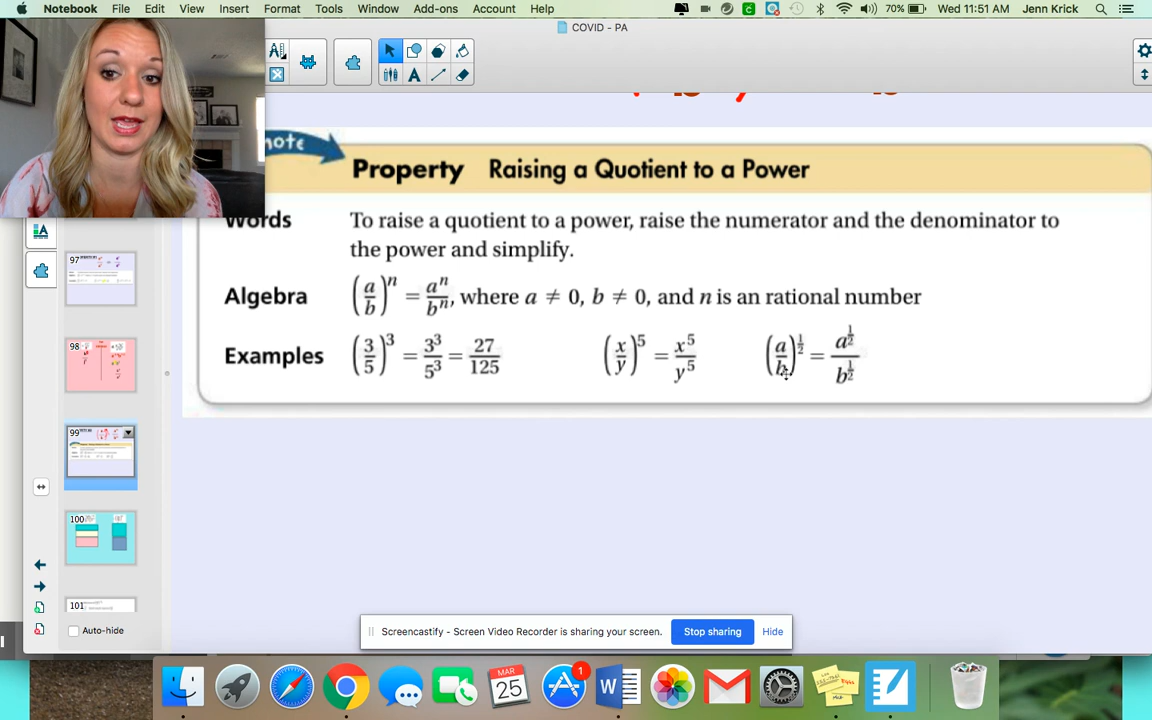 Notebook File Edit View Insert Format Tools Window Add-ons Account Help 70% Wed 11:51 AM Jenn Krick
COVID - PA
note
Property Raising a Quotient to a Power
Words To raise a quotient to a power, raise the numerator and the denominator to
the power and simplify.
Algebra (a/b)^n = a^n/b^n, where a ≠ 0, b ≠ 0, and n is an rational number
Examples (3/5)^3 = 3^3/5^3 = 27/125 (x/y)^5 = x^5/y^5 (a/b)^1/2 = a^1/2/b^1/2
97
98
99
100
101
Auto-hide
Screencastify - Screen Video Recorder is sharing your screen. Stop sharing Hide
MAR
25
1
W